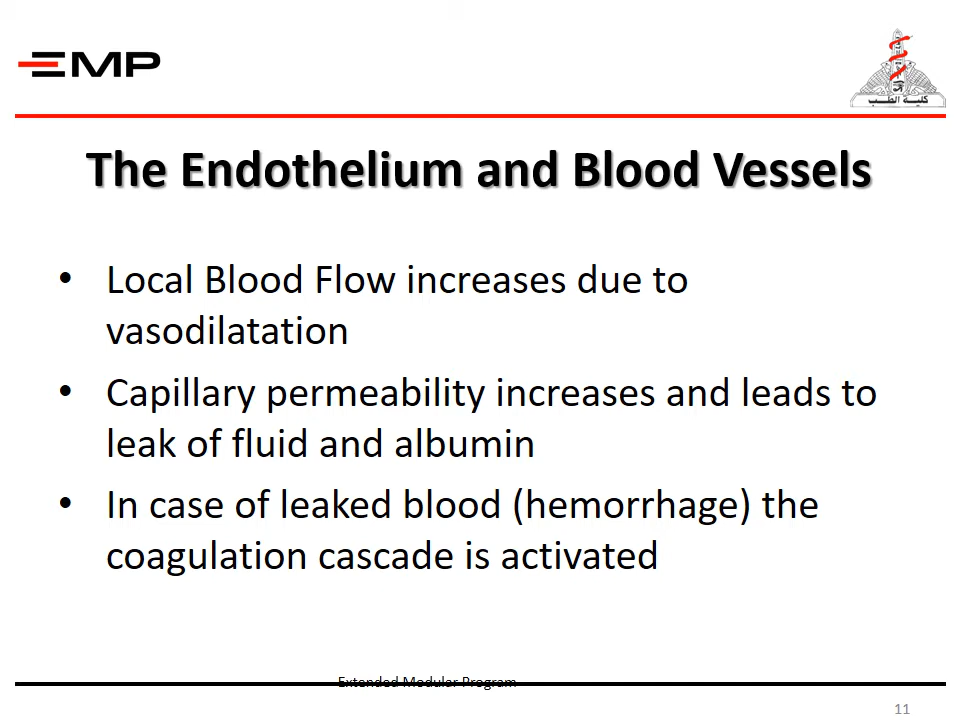 EMP
كلية الطب
The Endothelium and Blood Vessels
• Local Blood Flow increases due to
vasodilatation
• Capillary permeability increases and leads to
leak of fluid and albumin
• In case of leaked blood (hemorrhage) the
coagulation cascade is activated
Extended Modular Program
11